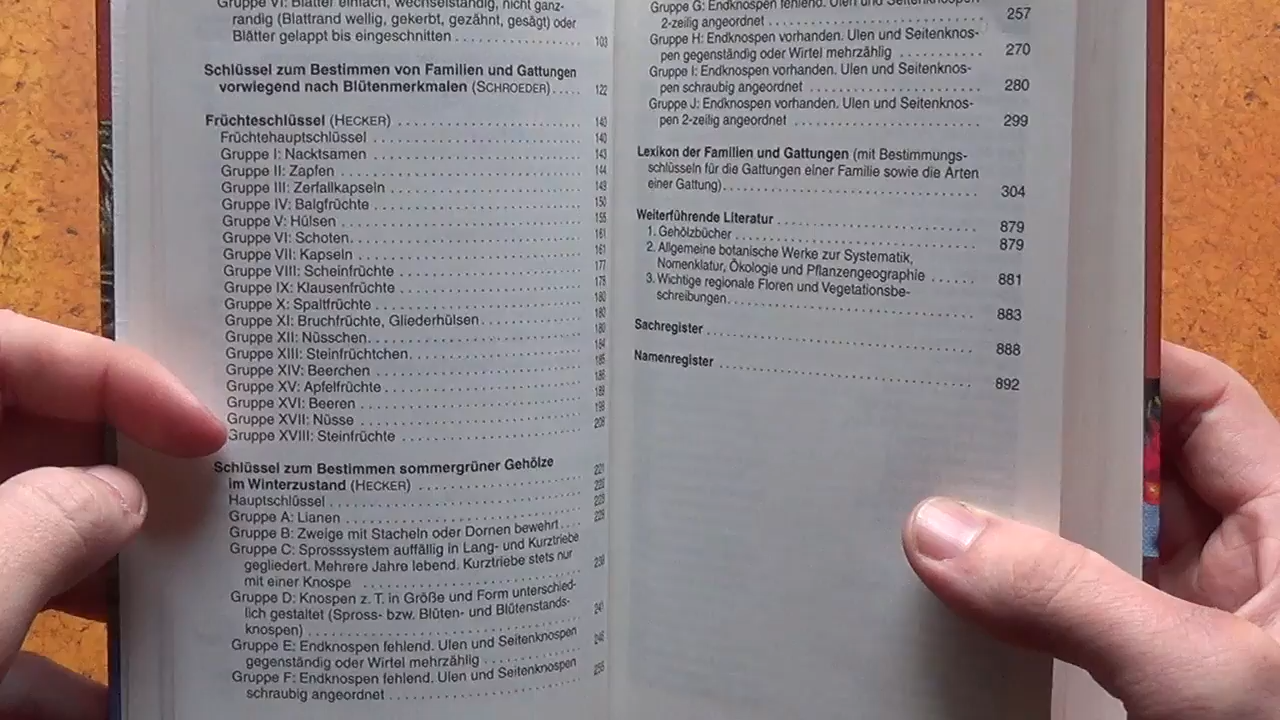 Gruppe VI: Blätter einfach, wechselständig, nicht ganz-
randig (Blattrand wellig, gekerbt, gezähnt, gesägt) oder
Blätter gelappt bis eingeschnitten 103
Schlüssel zum Bestimmen von Familien und Gattungen
vorwiegend nach Blütenmerkmalen (SCHROEDER) 122
Früchteschlüssel (HECKER) 140
Früchtehauptschlüssel 140
Gruppe I: Nacktsamen 143
Gruppe II: Zapfen 144
Gruppe III: Zerfallkapseln 149
Gruppe IV: Balgfrüchte 150
Gruppe V: Hülsen 155
Gruppe VI: Schoten 161
Gruppe VII: Kapseln 161
Gruppe VIII: Scheinfrüchte 177
Gruppe IX: Klausenfrüchte 178
Gruppe X: Spaltfrüchte 180
Gruppe XI: Bruchfrüchte, Gliederhülsen 180
Gruppe XII: Nüsschen 180
Gruppe XIII: Steinfrüchtchen 184
Gruppe XIV: Beerchen 185
Gruppe XV: Apfelfrüchte
Gruppe XVI: Beeren
Gruppe XVII: Nüsse
Gruppe XVIII: Steinfrüchte
Schlüssel zum Bestimmen sommergrüner Gehölze
im Winterzustand (HECKER) 221
Hauptschlüssel
Gruppe A: Lianen
Gruppe B: Zweige mit Stacheln oder Dornen bewehrt
Gruppe C: Sprosssystem auffällig in Lang- und Kurztriebe
gegliedert. Mehrere Jahre lebend. Kurztriebe stets nur
mit einer Knospe
Gruppe D: Knospen z. T. in Größe und Form unterschied-
lich gestaltet (Spross- bzw. Blüten- und Blütenstands-
knospen) 241
Gruppe E: Endknospen fehlend. Ulen und Seitenknospen
gegenständig oder Wirtel mehrzählig
Gruppe F: Endknospen fehlend. Ulen und Seitenknospen
schraubig angeordnet
Gruppe G: Endknospen fehlend. Ulen und Seitenknospen
2-zeilig angeordnet 257
Gruppe H: Endknospen vorhanden. Ulen und Seitenknos-
pen gegenständig oder Wirtel mehrzählig 270
Gruppe I: Endknospen vorhanden. Ulen und Seitenknos-
pen schraubig angeordnet 280
Gruppe J: Endknospen vorhanden. Ulen und Seitenknos-
pen 2-zeilig angeordnet 299
Lexikon der Familien und Gattungen (mit Bestimmungs-
schlüsseln für die Gattungen einer Familie sowie die Arten
einer Gattung) 304
Weiterführende Literatur 879
1. Gehölzbücher 879
2. Allgemeine botanische Werke zur Systematik,
Nomenklatur, Ökologie und Pflanzengeographie 881
3. Wichtige regionale Floren und Vegetationsbe-
schreibungen 883
Sachregister 888
Namenregister 892